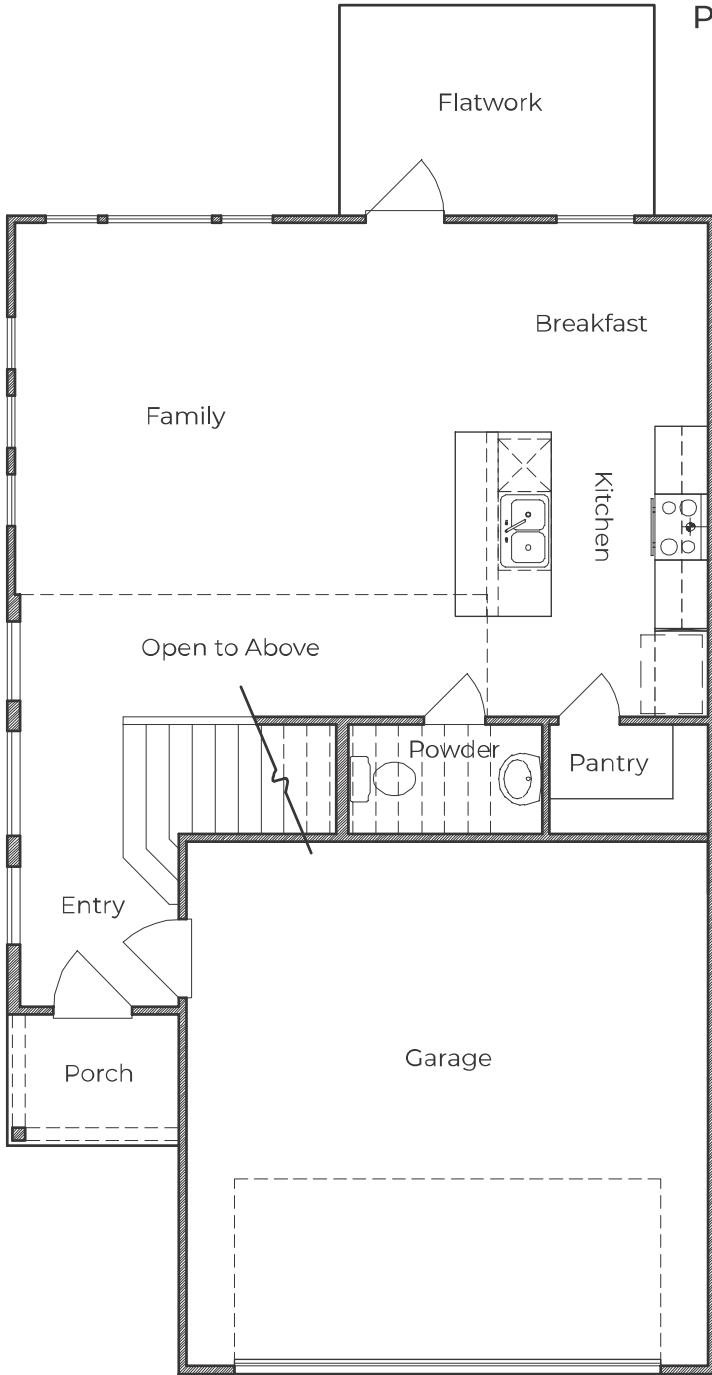 P
Flatwork
Breakfast
Family
Kitchen
Open to Above
Powder
Pantry
Entry
Garage
Porch